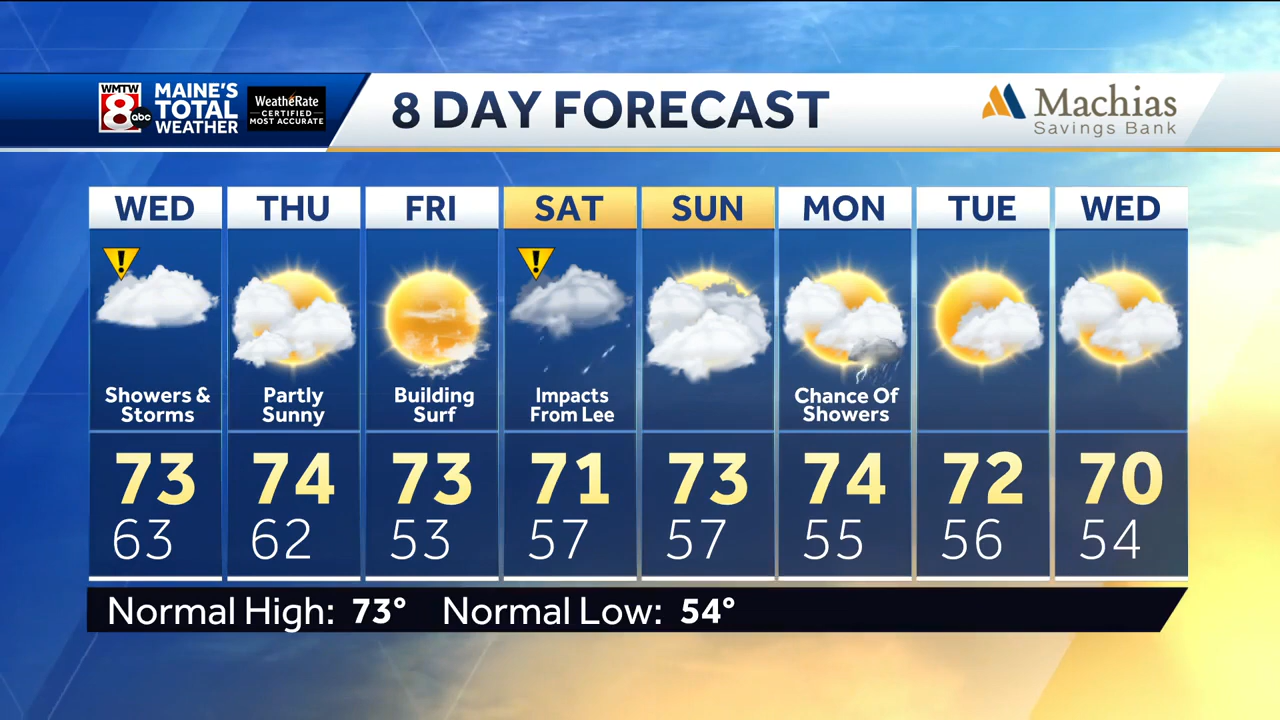 WMTW
8
abc
MAINE'S
TOTAL
WEATHER
WeatheRate
CERTIFIED
MOST ACCURATE
8 DAY FORECAST
Machias
Savings Bank
WED THU FRI SAT SUN MON TUE WED
! !
Showers & Storms
Partly Sunny
Building Surf
Impacts From Lee
Chance Of Showers
73 74 73 71 73 74 72 70
63 62 53 57 57 55 56 54
Normal High: 73° Normal Low: 54°